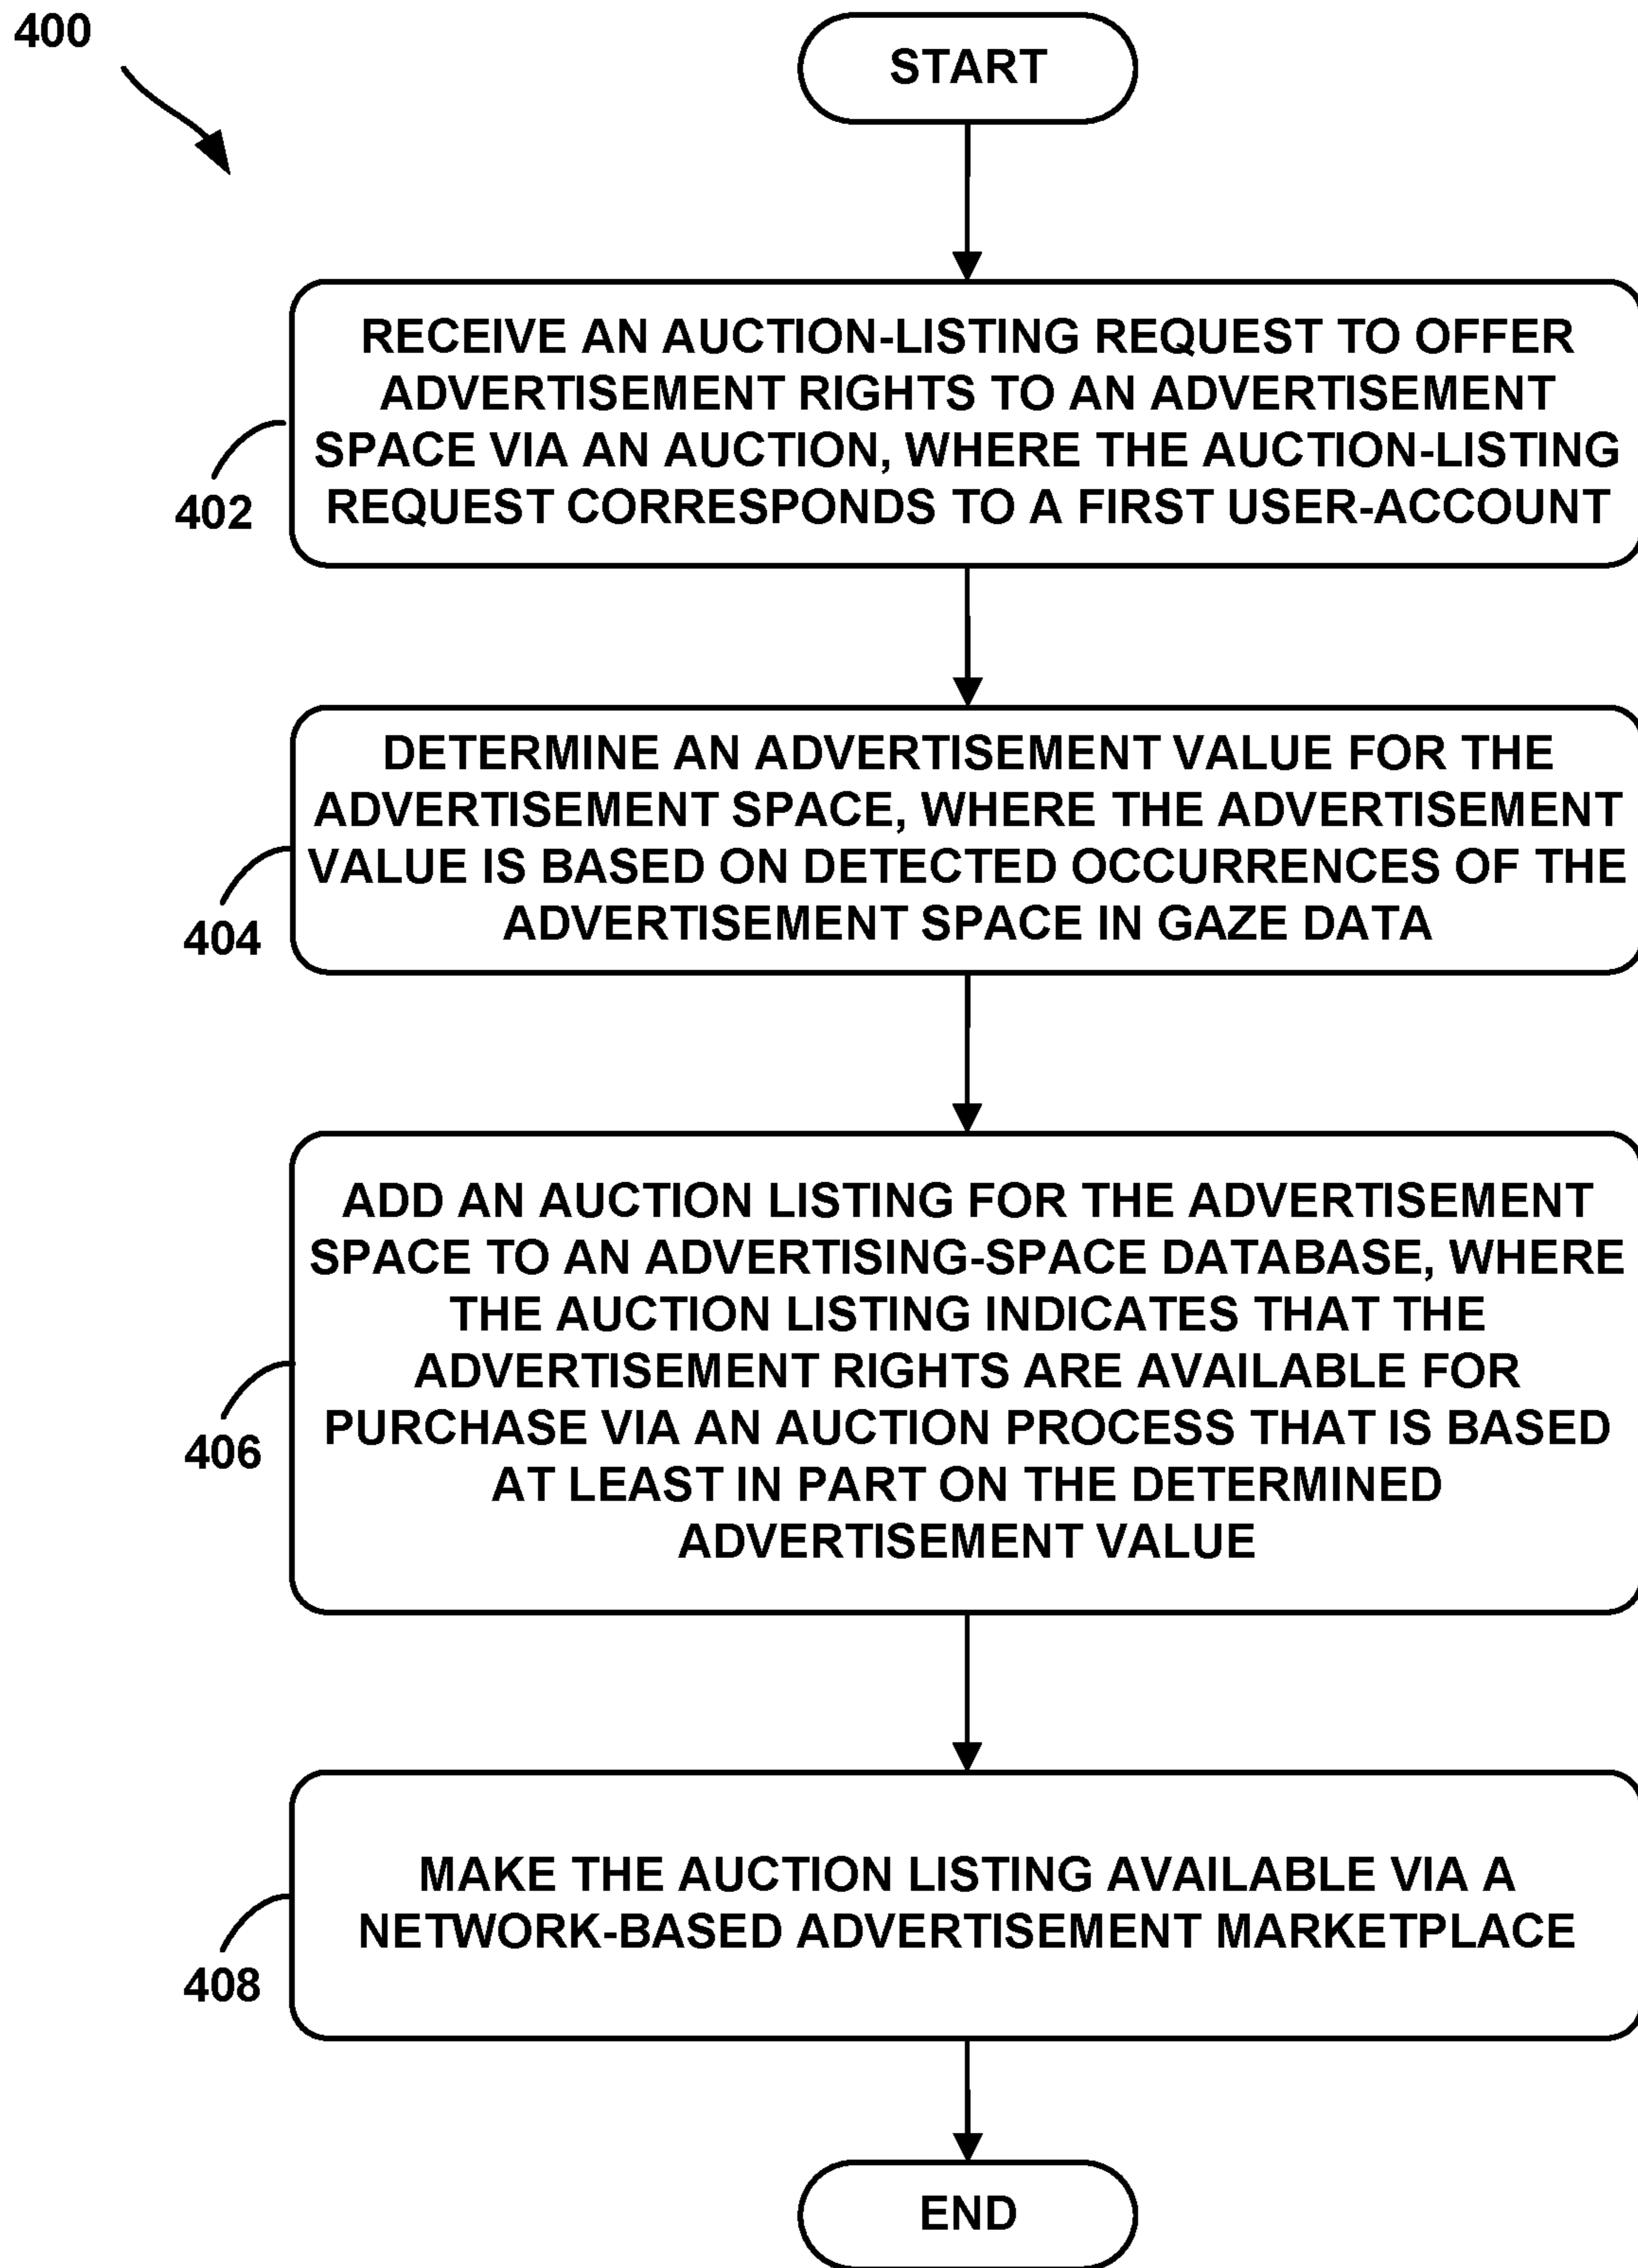 400
START
RECEIVE AN AUCTION-LISTING REQUEST TO OFFER
ADVERTISEMENT RIGHTS TO AN ADVERTISEMENT
SPACE VIA AN AUCTION, WHERE THE AUCTION-LISTING
REQUEST CORRESPONDS TO A FIRST USER-ACCOUNT
402
DETERMINE AN ADVERTISEMENT VALUE FOR THE
ADVERTISEMENT SPACE, WHERE THE ADVERTISEMENT
VALUE IS BASED ON DETECTED OCCURRENCES OF THE
ADVERTISEMENT SPACE IN GAZE DATA
404
ADD AN AUCTION LISTING FOR THE ADVERTISEMENT
SPACE TO AN ADVERTISING-SPACE DATABASE, WHERE
THE AUCTION LISTING INDICATES THAT THE
ADVERTISEMENT RIGHTS ARE AVAILABLE FOR
PURCHASE VIA AN AUCTION PROCESS THAT IS BASED
AT LEAST IN PART ON THE DETERMINED
ADVERTISEMENT VALUE
406
MAKE THE AUCTION LISTING AVAILABLE VIA A
NETWORK-BASED ADVERTISEMENT MARKETPLACE
408
END